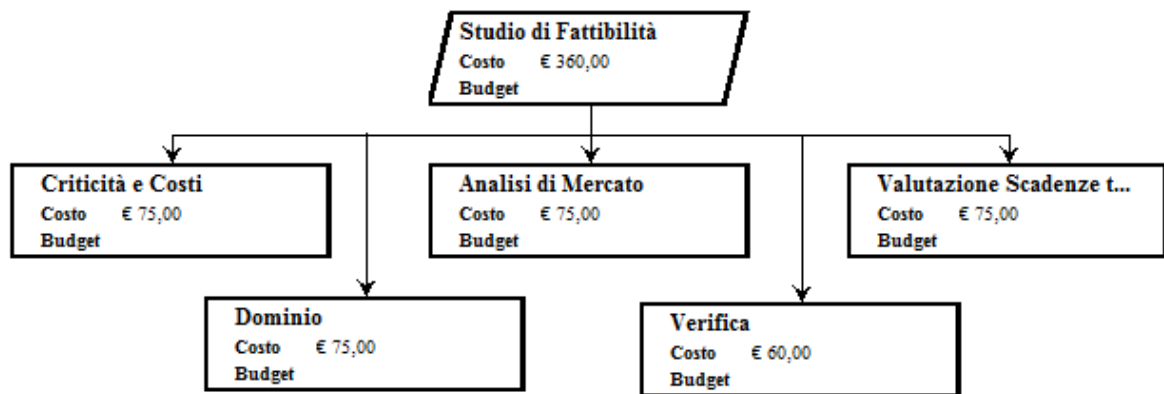 Studio di Fattibilità
Costo € 360,00
Budget
Criticità e Costi
Costo € 75,00
Budget
Analisi di Mercato
Costo € 75,00
Budget
Valutazione Scadenze t...
Costo € 75,00
Budget
Dominio
Costo € 75,00
Budget
Verifica
Costo € 60,00
Budget